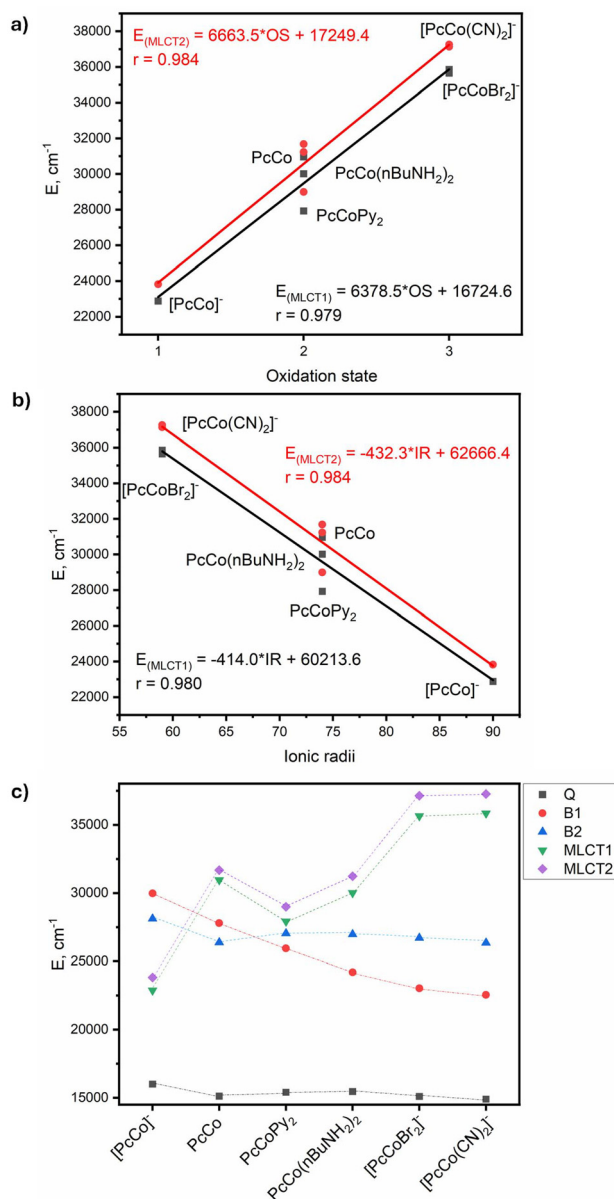 a)
E(MLCT2) = 6663.5*OS + 17249.4
r = 0.984
[PcCo(CN)2]-
[PcCoBr2]-
PcCo
PcCo(nBuNH2)2
PcCoPy2
[PcCo]-
E(MLCT1) = 6378.5*OS + 16724.6
r = 0.979
38000
36000
34000
32000
30000
28000
26000
24000
22000
E, cm-1
1 2 3
Oxidation state
b)
[PcCo(CN)2]-
[PcCoBr2]-
E(MLCT2) = -432.3*IR + 62666.4
r = 0.984
PcCo
PcCo(nBuNH2)2
PcCoPy2
E(MLCT1) = -414.0*IR + 60213.6
r = 0.980
[PcCo]-
38000
36000
34000
32000
30000
28000
26000
24000
22000
E, cm-1
55 60 65 70 75 80 85 90
Ionic radii
c)
Q
B1
B2
MLCT1
MLCT2
35000
30000
25000
20000
15000
E, cm-1
[PcCo]-
PcCo
PcCoPy2
PcCo(nBuNH2)2
[PcCoBr2]-
[PcCo(CN)2]-